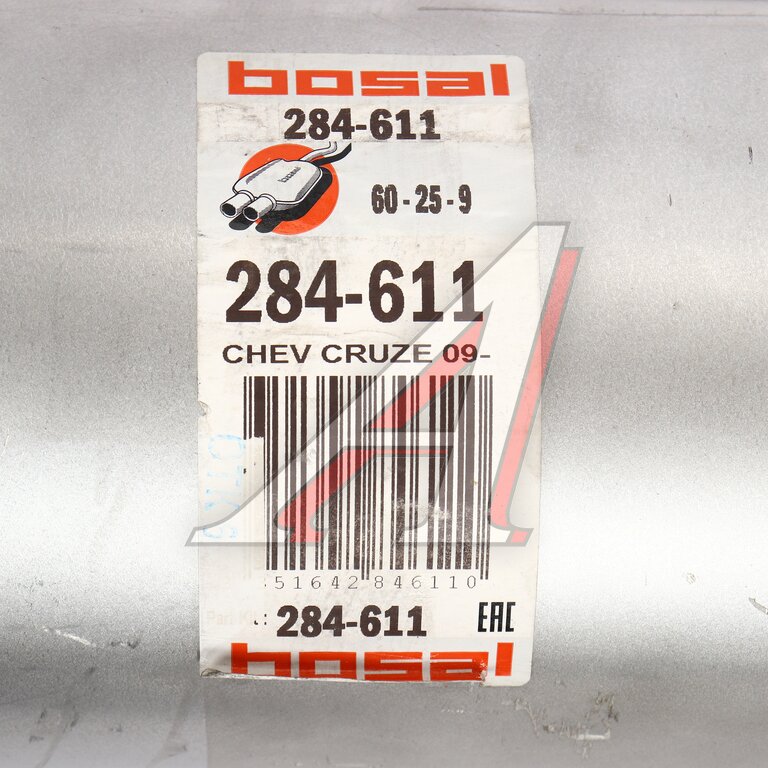 bosal
284-611
60-25-9
284-611
CHEV CRUZE 09-
51642 846110
284-611
EAC
bosal